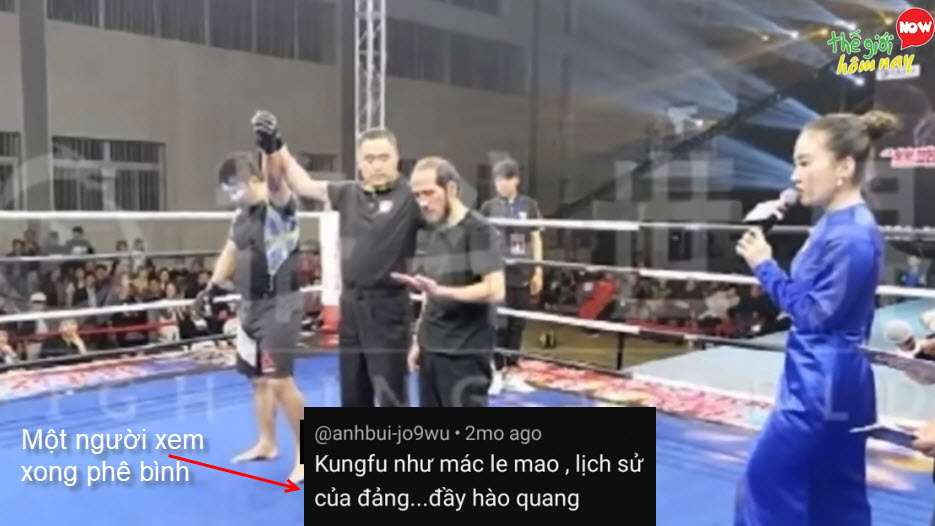 NOW
thế giới
hôm nay
Một người xem
xong phê bình
@anhbui-jo9wu • 2mo ago
Kungfu như mác le mao , lịch sử
của đảng...đầy hào quang